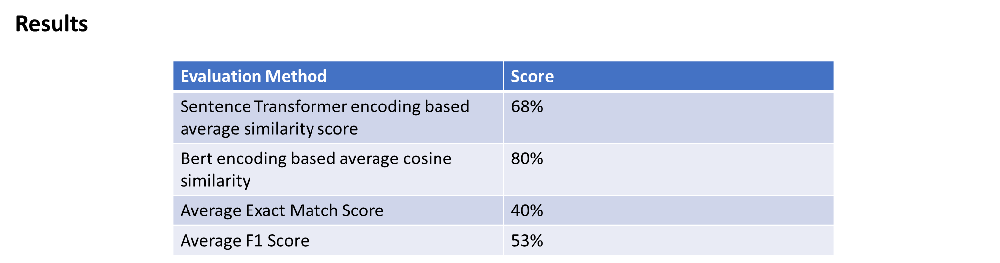 Results
Evaluation Method
Score
Sentence Transformer encoding based
average similarity score
68%
Bert encoding based average cosine
similarity
80%
Average Exact Match Score
40%
Average F1 Score
53%